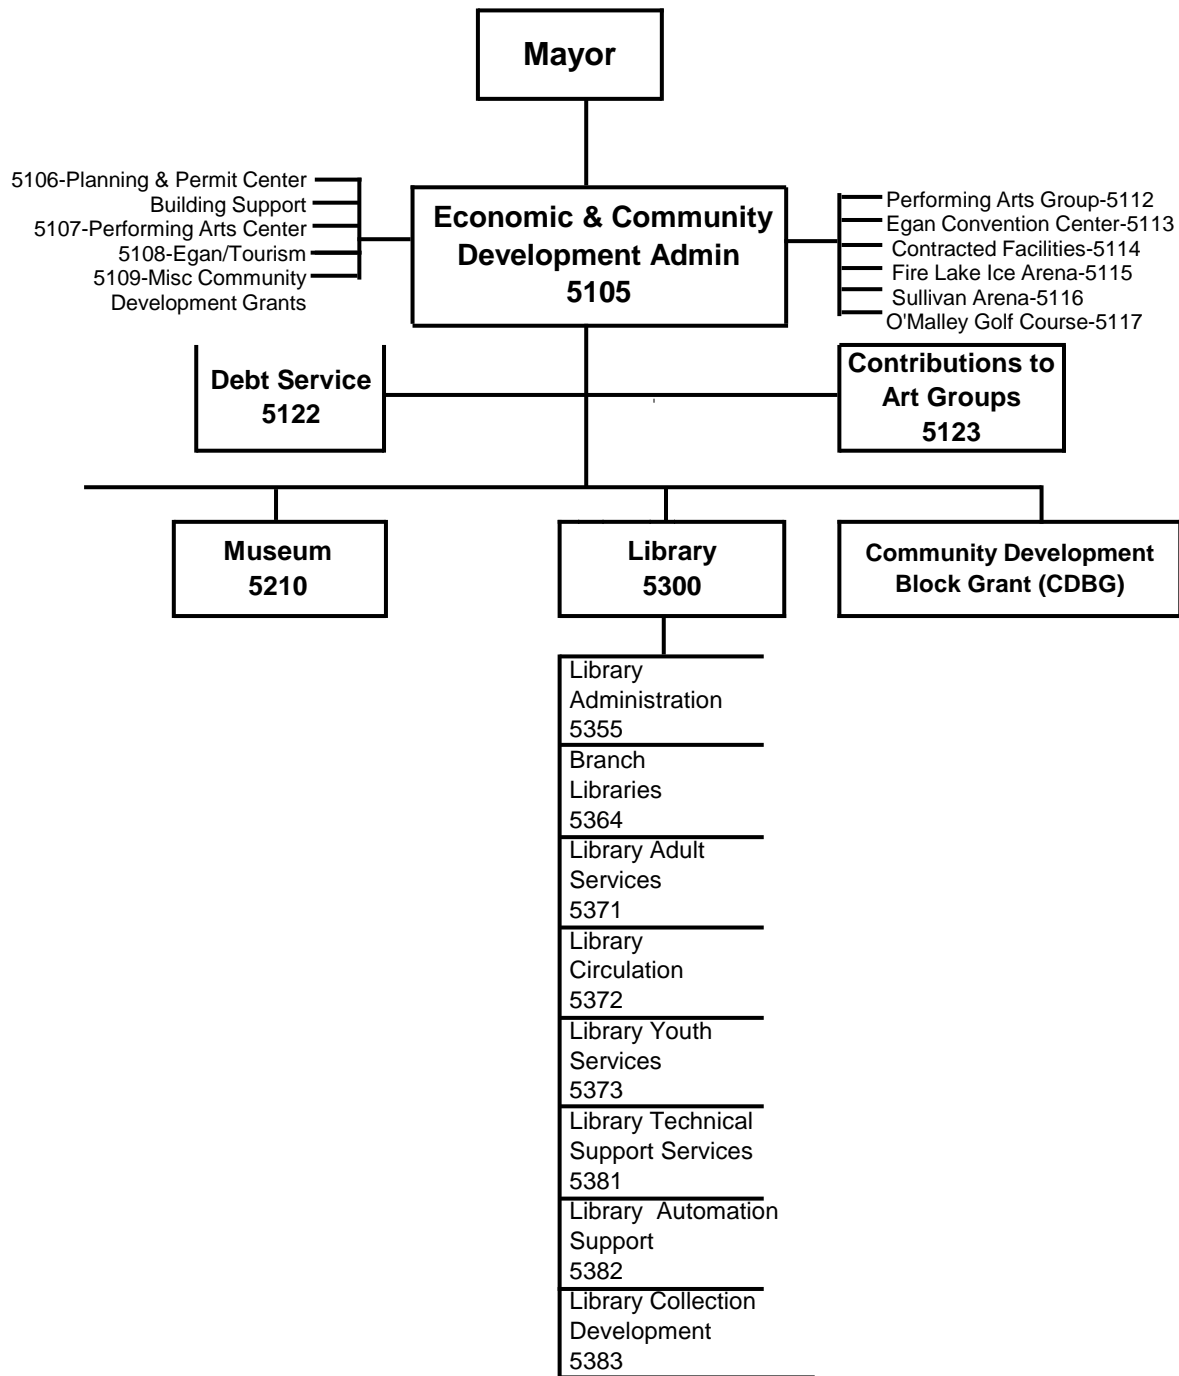 Mayor
5106-Planning & Permit Center
Building Support
5107-Performing Arts Center
5108-Egan/Tourism
5109-Misc Community
Development Grants
Economic & Community
Development Admin
5105
Performing Arts Group-5112
Egan Convention Center-5113
Contracted Facilities-5114
Fire Lake Ice Arena-5115
Sullivan Arena-5116
O'Malley Golf Course-5117
Debt Service
5122
Contributions to
Art Groups
5123
Museum
5210
Library
5300
Community Development
Block Grant (CDBG)
Library
Administration
5355
Branch
Libraries
5364
Library Adult
Services
5371
Library
Circulation
5372
Library Youth
Services
5373
Library Technical
Support Services
5381
Library  Automation
Support
5382
Library Collection
Development
5383